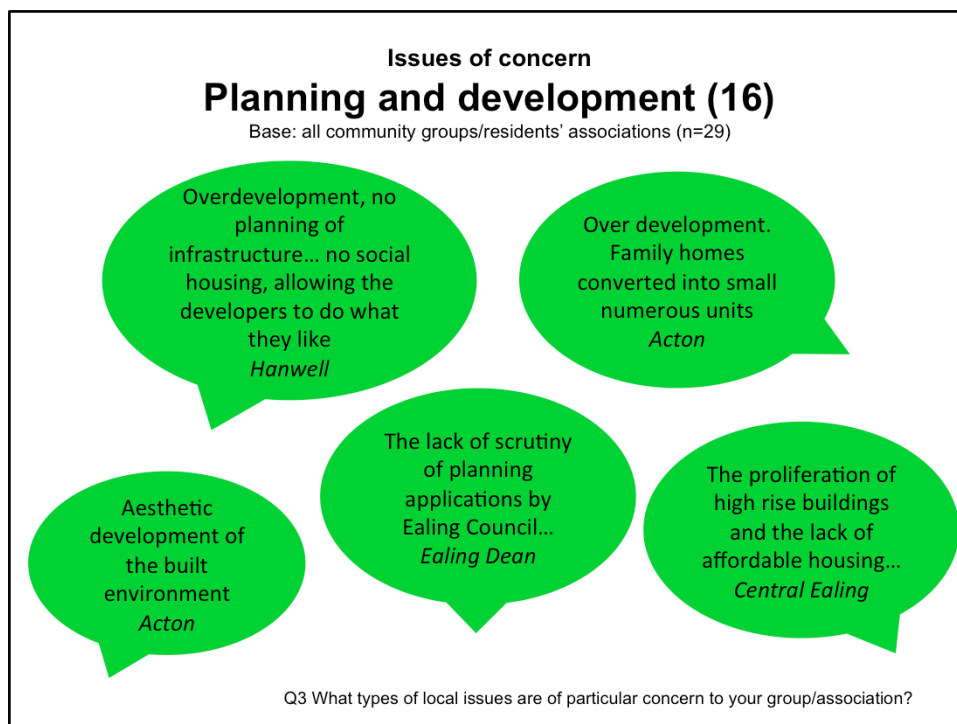 Issues of concern
Planning and development (16)
Base: all community groups/residents’ associations (n=29)
Overdevelopment, no
planning of
infrastructure… no social
housing, allowing the
developers to do what
they like
Hanwell
Over development.
Family homes
converted into small
numerous units
Acton
Aesthetic
development of
the built
environment
Acton
The lack of scrutiny
of planning
applications by
Ealing Council…
Ealing Dean
The proliferation of
high rise buildings
and the lack of
affordable housing…
Central Ealing
Q3 What types of local issues are of particular concern to your group/association?